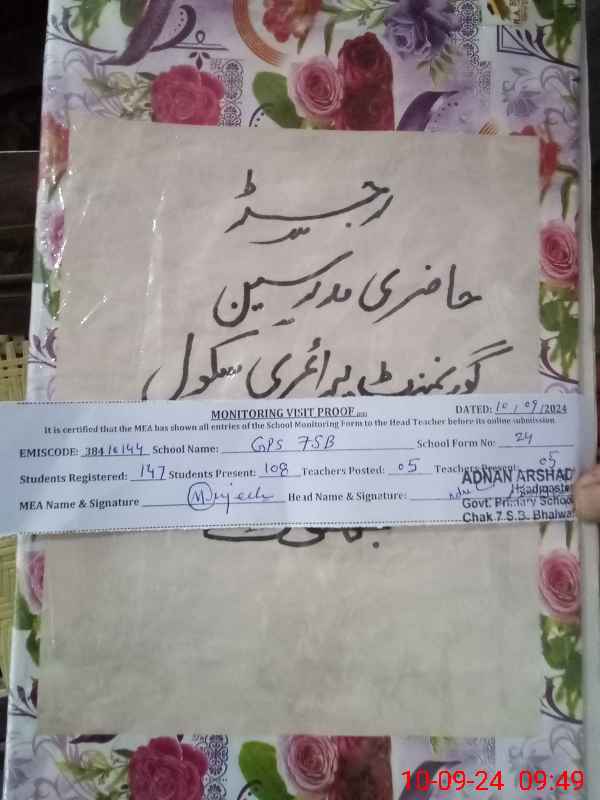 رجسٹر
حاضری مدرسین
گورنمنٹ پرائمری سکول
MONITORING VISIT PROOF
DATED: 10/09/2024
It is certified that the MEA has shown all entries of the School Monitoring Form to the Head Teacher before its online submission
EMISCODE: 38410144 School Name: GPS 7SB School Form No: 24
Students Registered: 147 Students Present: 108 Teachers Posted: 05 Teachers Present: 05
MEA Name & Signature Head Name & Signature:
ADNAN ARSHAD
Headmaster
Govt. Primary School
Chak 7.S.B. Bhalwal
10-09-24 09:49